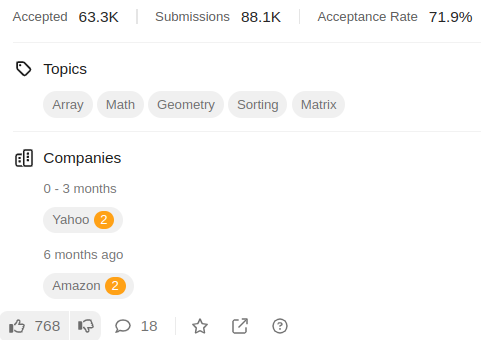 Accepted 63.3K Submissions 88.1K Acceptance Rate 71.9%
Topics
Array Math Geometry Sorting Matrix
Companies
0 - 3 months
Yahoo 2
6 months ago
Amazon 2
768 18